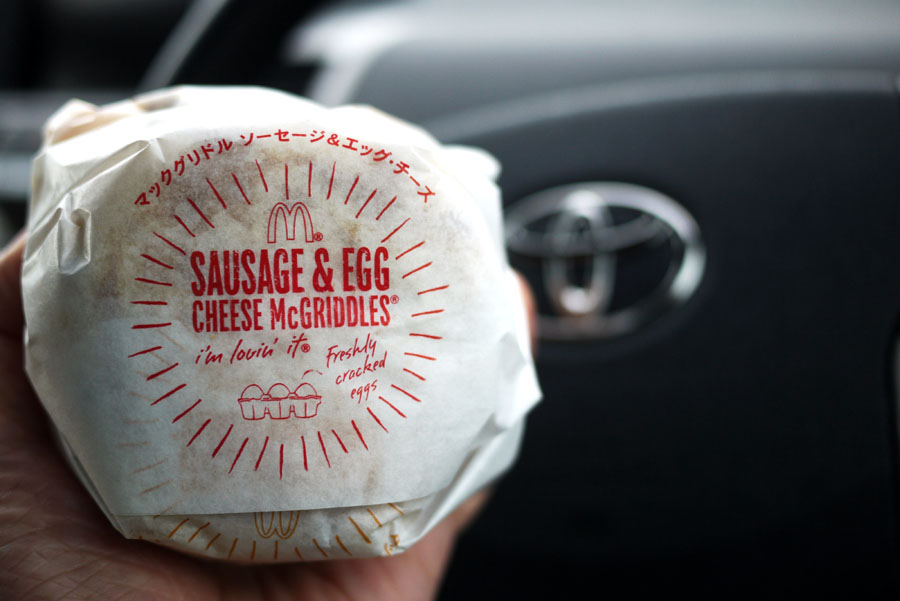 マックグリドル ソーセージ&エッグ・チーズ
M®
SAUSAGE & EGG
CHEESE McGRIDDLES®
i'm lovin' it®
Freshly
cracked
eggs